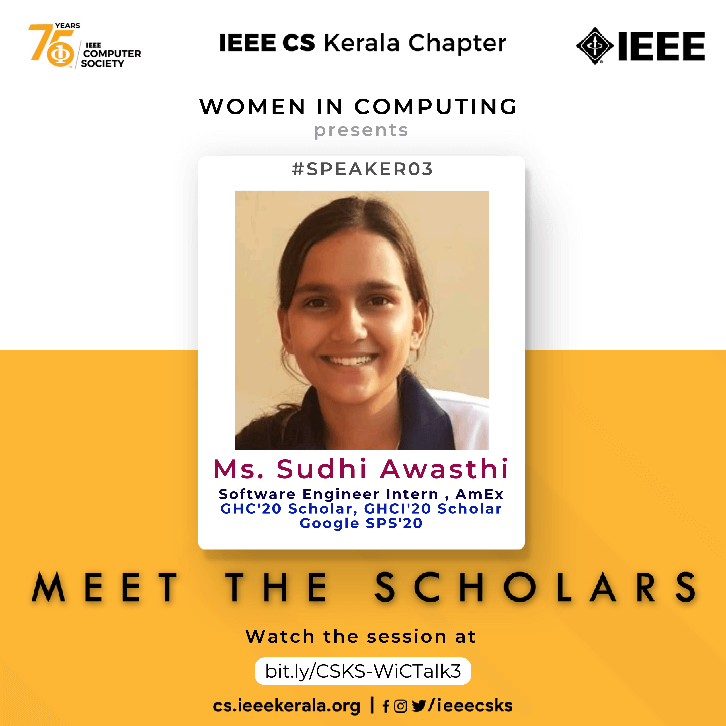 75 YEARS
IEEE
COMPUTER
SOCIETY
IEEE CS Kerala Chapter
IEEE
WOMEN IN COMPUTING
presents
#SPEAKER03
Ms. Sudhi Awasthi
Software Engineer Intern , AmEx
GHC'20 Scholar, GHCI'20 Scholar
Google SPS'20
MEET THE SCHOLARS
Watch the session at
bit.ly/CSKS-WiCTalk3
cs.ieeekerala.org | /ieeecsks